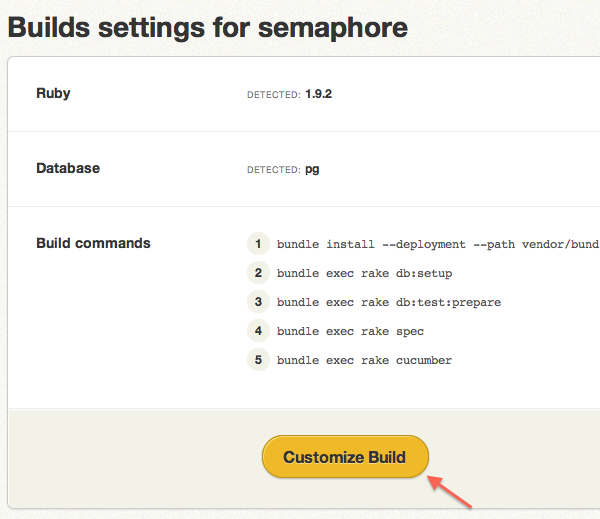 Builds settings for semaphore
Ruby
DETECTED: 1.9.2
Database
DETECTED: pg
Build commands
1 bundle install --deployment --path vendor/bund
2 bundle exec rake db:setup
3 bundle exec rake db:test:prepare
4 bundle exec rake spec
5 bundle exec rake cucumber
Customize Build